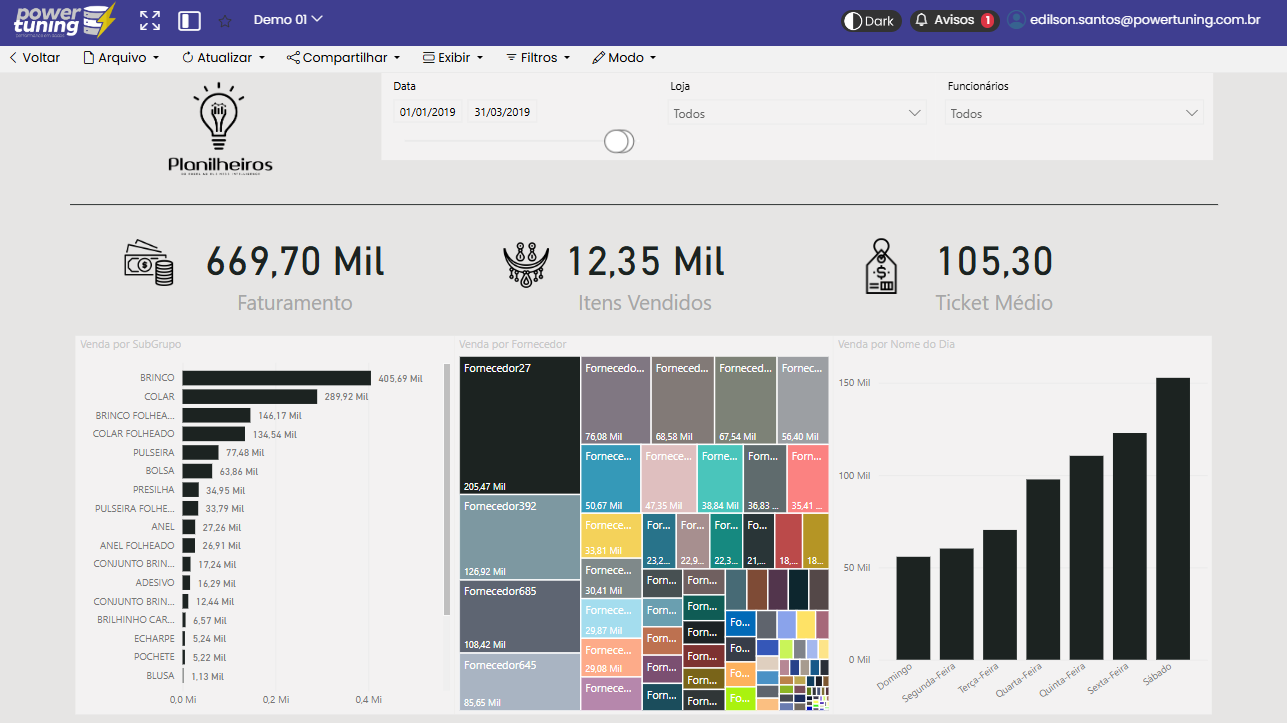 power tuning
Demo 01
Dark
Avisos 1
edilson.santos@powertuning.com.br
Voltar
Arquivo
Atualizar
Compartilhar
Exibir
Filtros
Modo
Planilheiros
Data
01/01/2019 31/03/2019
Loja
Todos
Funcionários
Todos
669,70 Mil
Faturamento
12,35 Mil
Itens Vendidos
105,30
Ticket Médio
Venda por SubGrupo
BRINCO 405,69 Mil
COLAR 289,92 Mil
BRINCO FOLHEA... 146,17 Mil
COLAR FOLHEADO 134,54 Mil
PULSEIRA 77,48 Mil
BOLSA 63,86 Mil
PRESILHA 34,95 Mil
PULSEIRA FOLHE... 33,79 Mil
ANEL 27,26 Mil
ANEL FOLHEADO 26,91 Mil
CONJUNTO BRIN... 17,24 Mil
ADESIVO 16,29 Mil
CONJUNTO BRIN... 12,44 Mil
BRILHINHO CAR... 6,57 Mil
ECHARPE 5,24 Mil
POCHETE 5,22 Mil
BLUSA 1,13 Mil
0,0 Mi 0,2 Mi 0,4 Mi
Venda por Fornecedor
Fornecedor27
205,47 Mil
Fornecedor392
126,92 Mil
Fornecedor685
108,42 Mil
Fornecedor645
85,65 Mil
Fornecedo... Forneced... Forneced... Fornec...
76,08 Mil 68,58 Mil 67,54 Mil 56,40 Mil
Fornece... Fornece... Forne... Forn... Forn...
50,67 Mil 47,35 Mil 38,84 Mil 36,83 ... 35,41 ...
Fornece...
33,81 Mil
Fornece...
30,41 Mil
Fornece...
29,87 Mil
Fornece...
29,08 Mil
Fornece...
For... For... For... Fo...
23,2... 22,9... 22,3... 21,... 18,... 18...
Forn...
Forn...
Forn...
Forn...
Forn...
Forn...
Forn...
Forn...
Forn...
Forn...
Forn...
Fo...
Fo...
Fo...
Fo...
Venda por Nome do Dia
150 Mil
100 Mil
50 Mil
0 Mil
Domingo
Segunda-Feira
Terça-Feira
Quarta-Feira
Quinta-Feira
Sexta-Feira
Sábado